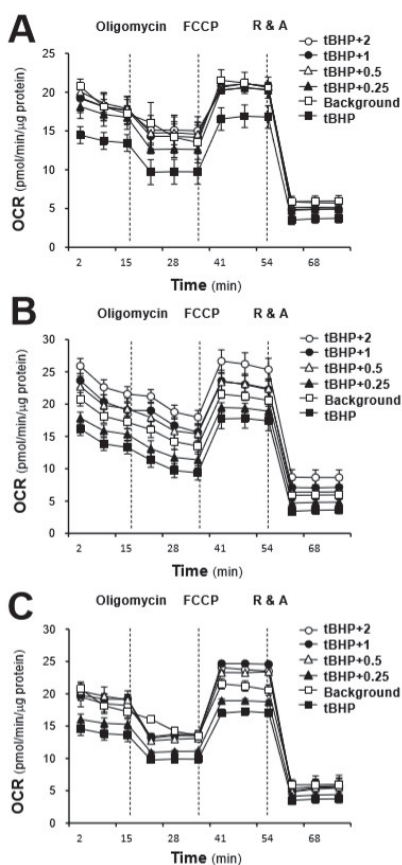 A
Oligomycin FCCP R & A
tBHP+2
tBHP+1
tBHP+0.5
tBHP+0.25
Background
tBHP
OCR (pmol/min/µg protein)
25
20
15
10
5
0
2 15 28 41 54 68
Time (min)
B
Oligomycin FCCP R & A
tBHP+2
tBHP+1
tBHP+0.5
tBHP+0.25
Background
tBHP
OCR (pmol/min/µg protein)
30
25
20
15
10
5
0
2 15 28 41 54 68
Time (min)
C
Oligomycin FCCP R & A
tBHP+2
tBHP+1
tBHP+0.5
tBHP+0.25
Background
tBHP
OCR (pmol/min/µg protein)
30
25
20
15
10
5
0
2 15 28 41 54 68
Time (min)